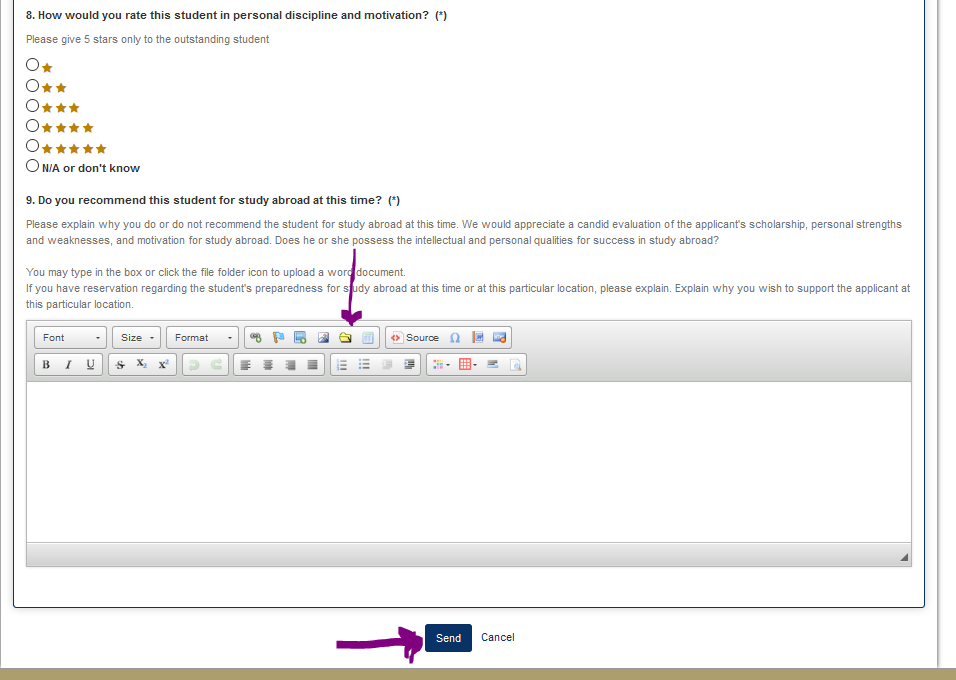 8. How would you rate this student in personal discipline and motivation? (*)
Please give 5 stars only to the outstanding student
N/A or don't know
9. Do you recommend this student for study abroad at this time? (*)
Please explain why you do or do not recommend the student for study abroad at this time. We would appreciate a candid evaluation of the applicant's scholarship, personal strengths
and weaknesses, and motivation for study abroad. Does he or she possess the intellectual and personal qualities for success in study abroad?
You may type in the box or click the file folder icon to upload a word document.
If you have reservation regarding the student's preparedness for study abroad at this time or at this particular location, please explain. Explain why you wish to support the applicant at
this particular location.
Font Size Format Source Ω
B I U S X₂ X²
Send Cancel